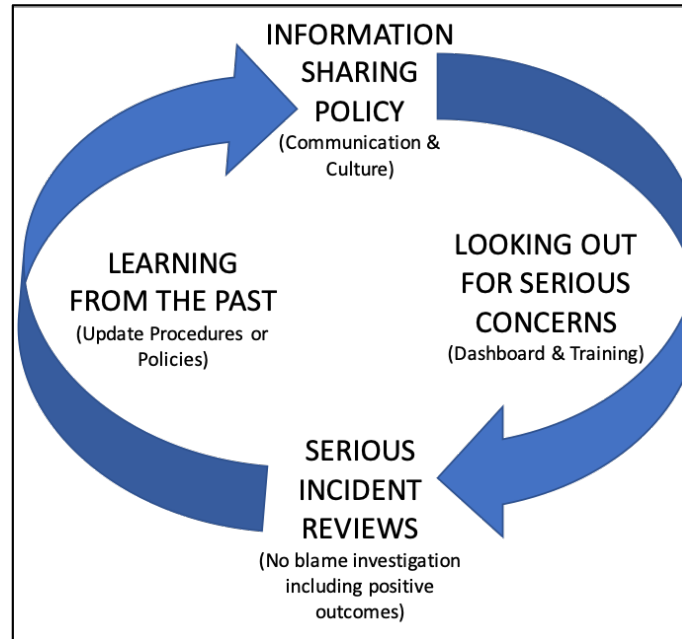 INFORMATION
SHARING
POLICY
(Communication &
Culture)
LOOKING OUT
FOR SERIOUS
CONCERNS
(Dashboard & Training)
SERIOUS
INCIDENT
REVIEWS
(No blame investigation
including positive
outcomes)
LEARNING
FROM THE PAST
(Update Procedures or
Policies)